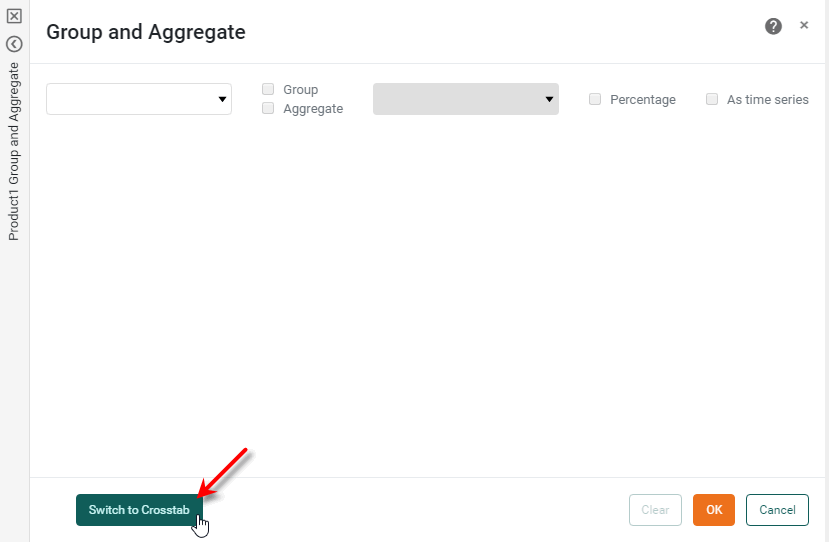 Group and Aggregate
Product1 Group and Aggregate
Group
Aggregate
Percentage
As time series
Switch to Crosstab
Clear
OK
Cancel